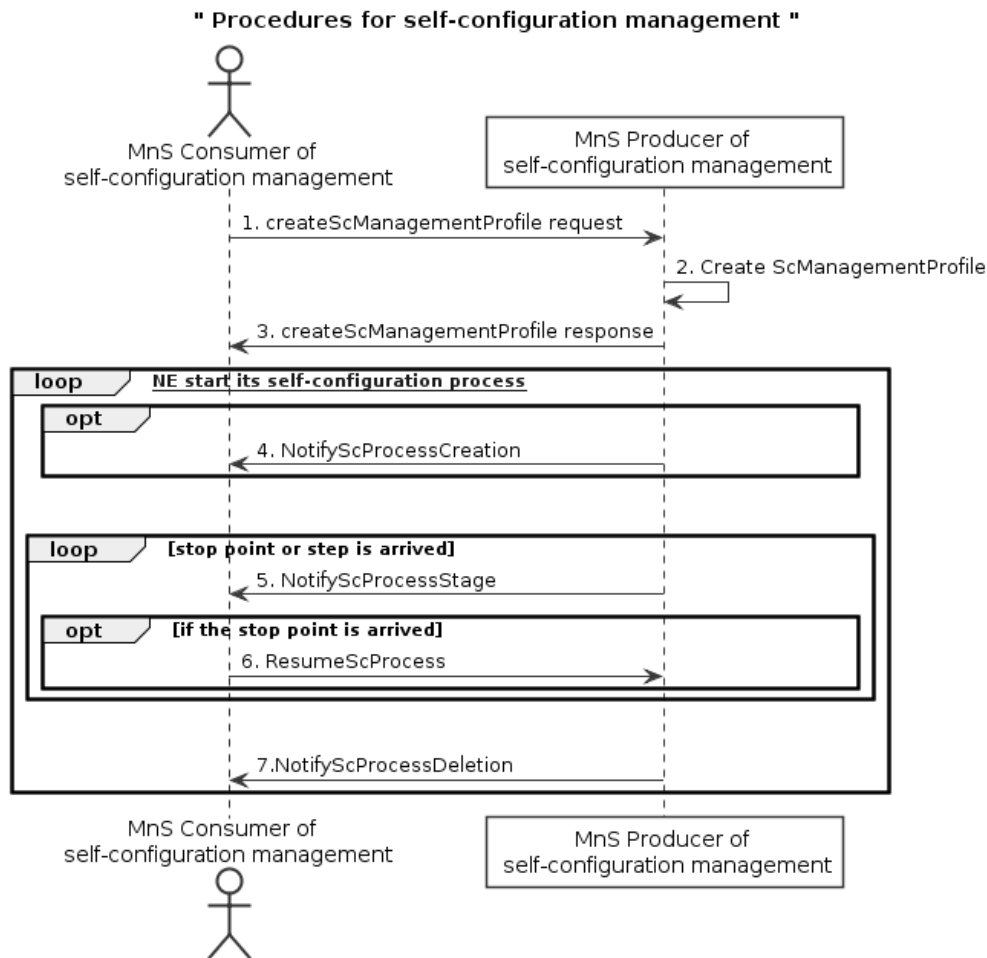 " Procedures for self-configuration management "
MnS Consumer of
self-configuration management
MnS Producer of
self-configuration management
1. createScManagementProfile request
2. Create ScManagementProfile
3. createScManagementProfile response
loop NE start its self-configuration process
opt
4. NotifyScProcessCreation
loop [stop point or step is arrived]
5. NotifyScProcessStage
opt [if the stop point is arrived]
6. ResumeScProcess
7.NotifyScProcessDeletion
MnS Consumer of
self-configuration management
MnS Producer of
self-configuration management